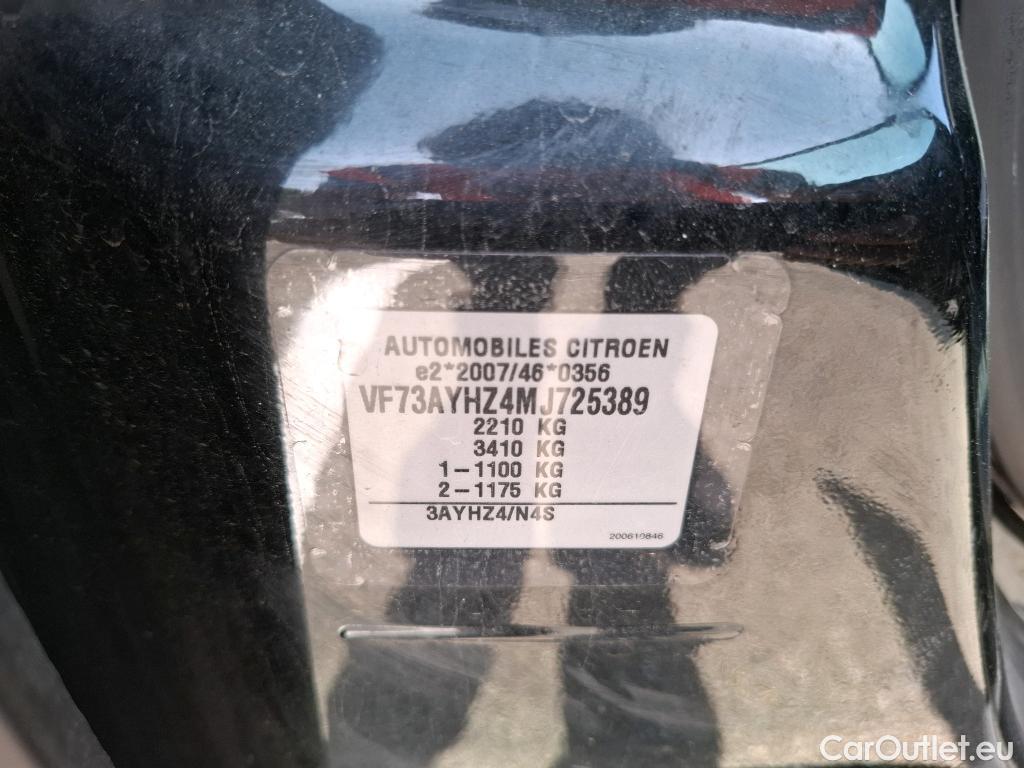 AUTOMOBILES CITROEN
e2*2007/46*0356
VF73AYHZ4MJ725389
2210 KG
3410 KG
1-1100 KG
2-1175 KG
3AYHZ4/N4S
200610846
CarOutlet.eu